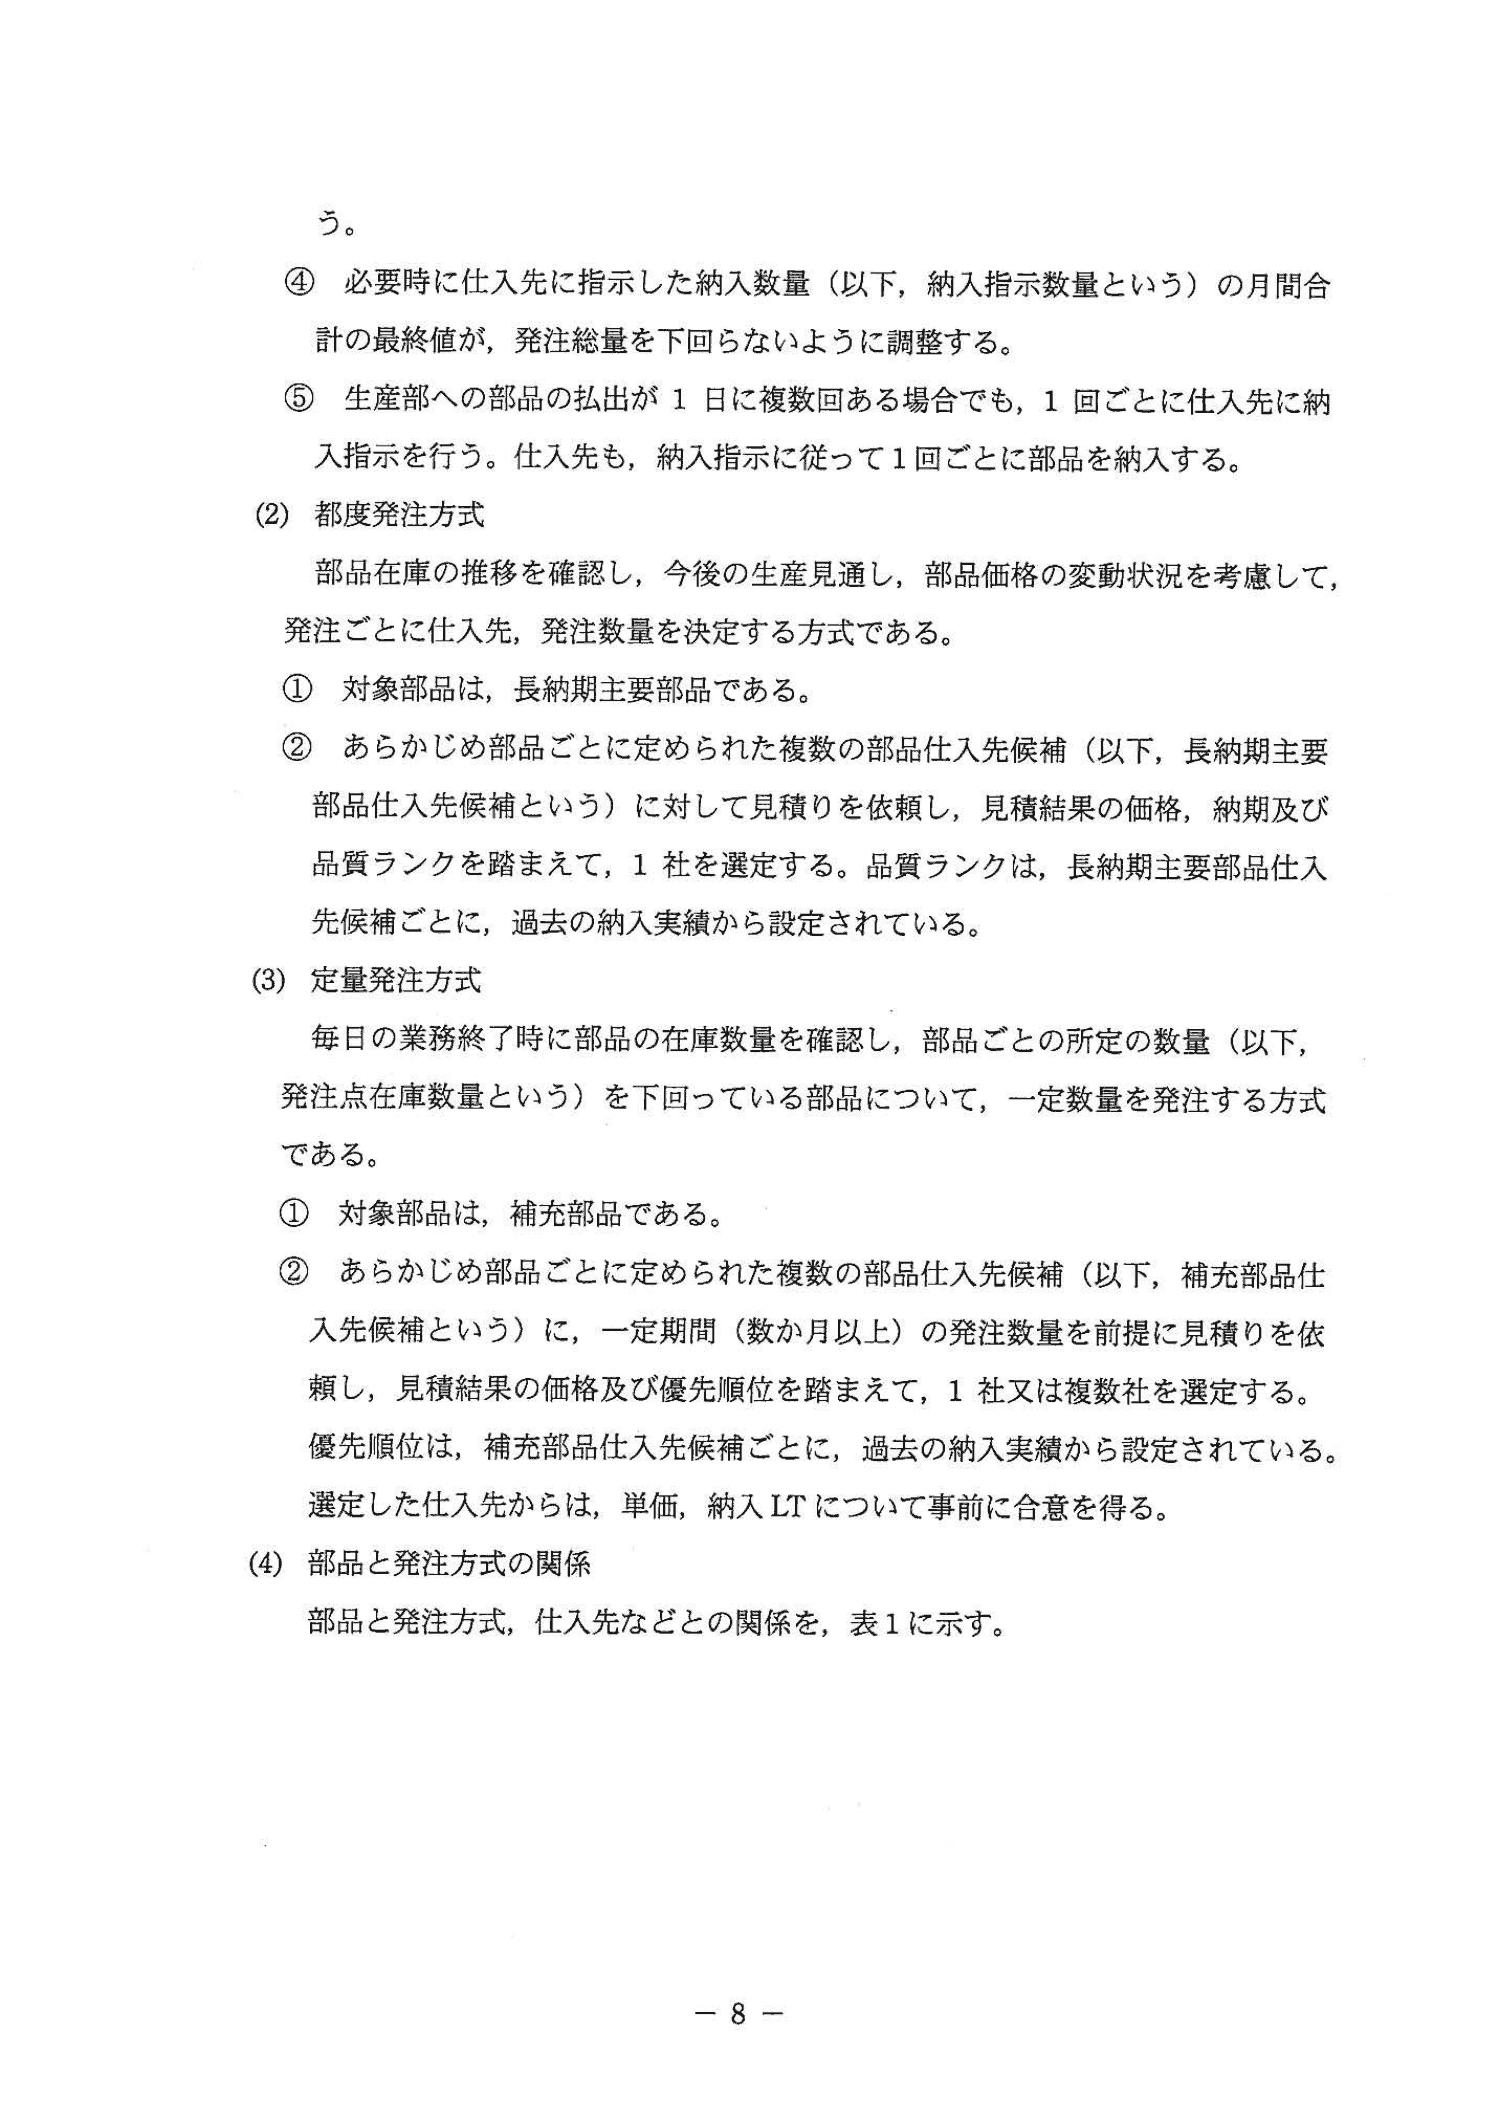 う。
④ 必要時に仕入先に指示した納入数量（以下，納入指示数量という）の月間合
計の最終値が，発注総量を下回らないように調整する。
⑤ 生産部への部品の払出が 1 日に複数回ある場合でも，1 回ごとに仕入先に納
入指示を行う。仕入先も，納入指示に従って1回ごとに部品を納入する。
(2) 都度発注方式
部品在庫の推移を確認し，今後の生産見通し，部品価格の変動状況を考慮して，
発注ごとに仕入先，発注数量を決定する方式である。
① 対象部品は，長納期主要部品である。
② あらかじめ部品ごとに定められた複数の部品仕入先候補（以下，長納期主要
部品仕入先候補という）に対して見積りを依頼し，見積結果の価格，納期及び
品質ランクを踏まえて，1 社を選定する。品質ランクは，長納期主要部品仕入
先候補ごとに，過去の納入実績から設定されている。
(3) 定量発注方式
毎日の業務終了時に部品の在庫数量を確認し，部品ごとの所定の数量（以下，
発注点在庫数量という）を下回っている部品について，一定数量を発注する方式
である。
① 対象部品は，補充部品である。
② あらかじめ部品ごとに定められた複数の部品仕入先候補（以下，補充部品仕
入先候補という）に，一定期間（数か月以上）の発注数量を前提に見積りを依
頼し，見積結果の価格及び優先順位を踏まえて，1 社又は複数社を選定する。
優先順位は，補充部品仕入先候補ごとに，過去の納入実績から設定されている。
選定した仕入先からは，単価，納入 LT について事前に合意を得る。
(4) 部品と発注方式の関係
部品と発注方式，仕入先などとの関係を，表1に示す。
－ 8 －